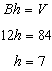 Bh = V
12h = 84
h = 7